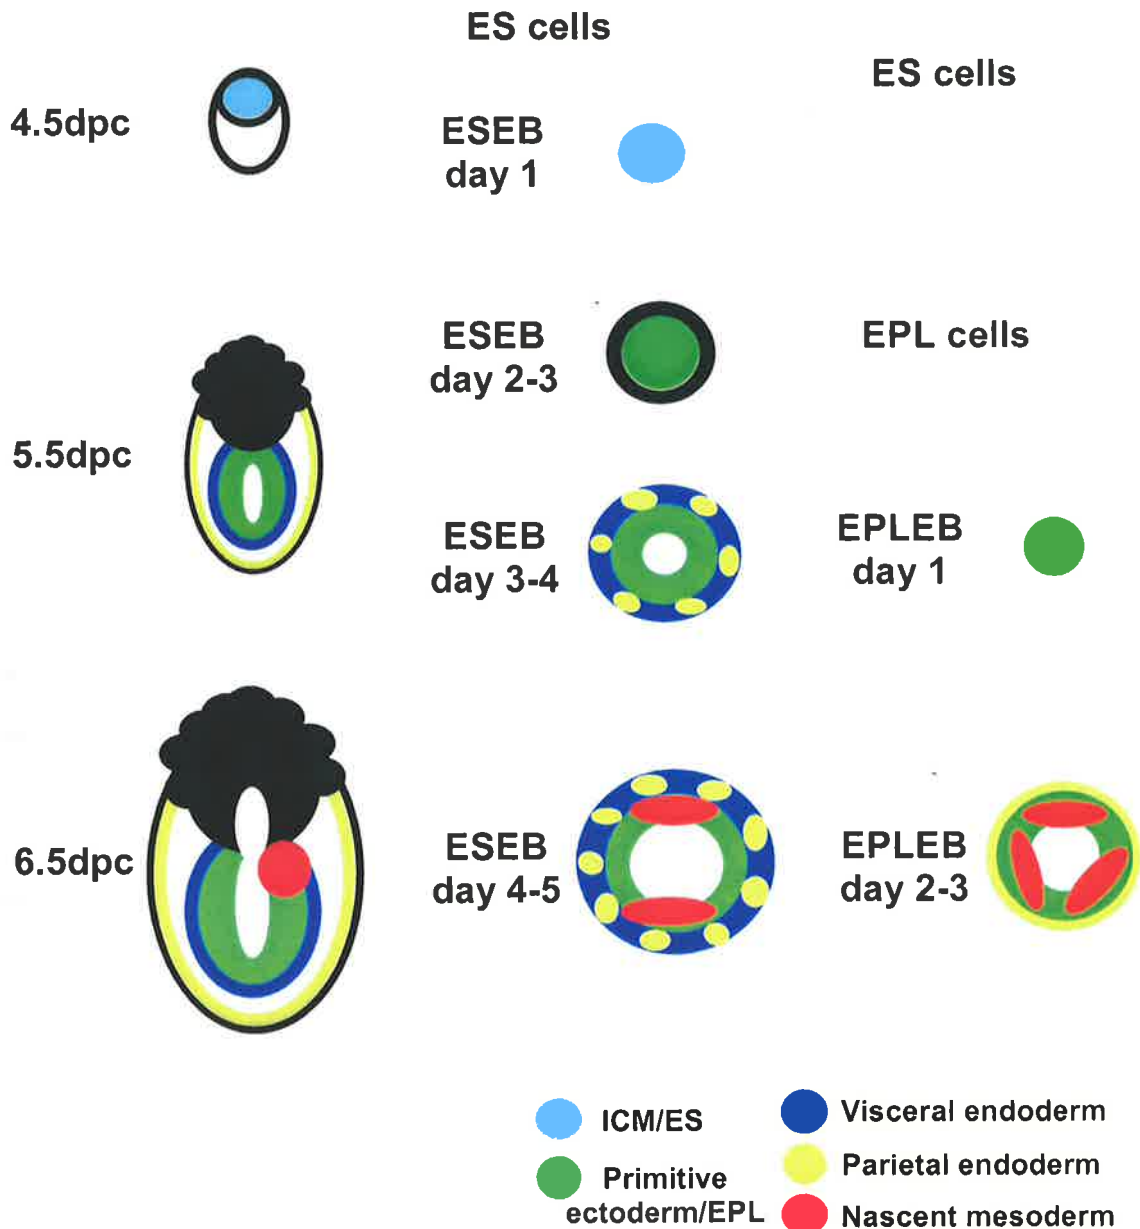 ES cells
ES cells
4.5dpc
ESEB
day 1
ESEB
day 2-3
EPL cells
5.5dpc
ESEB
day 3-4
EPLEB
day 1
6.5dpc
ESEB
day 4-5
EPLEB
day 2-3
ICM/ES
Visceral endoderm
Primitive
ectoderm/EPL
Parietal endoderm
Nascent mesoderm